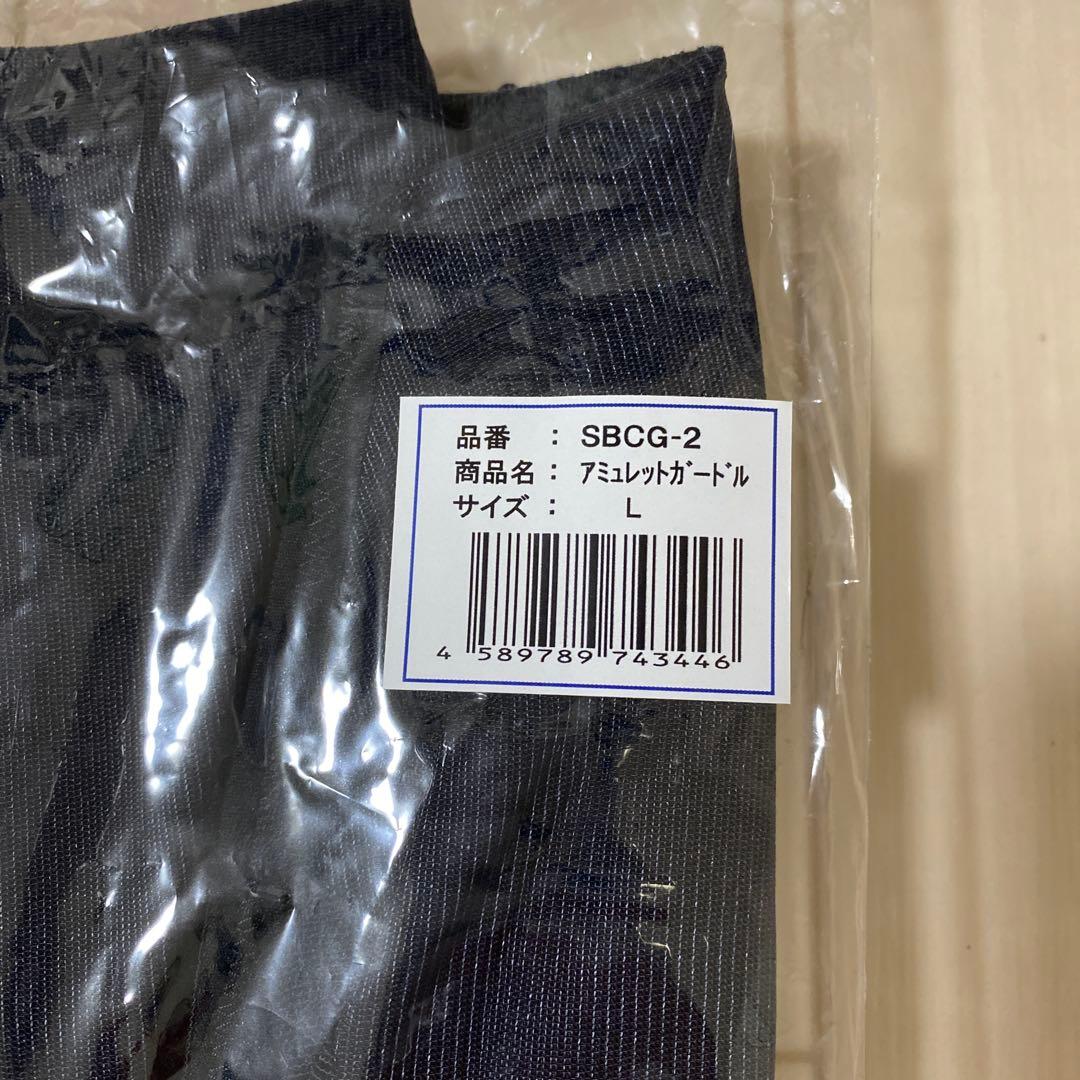 品番 : SBCG-2
商品名 : ｱﾐｭﾚｯﾄｶﾞｰﾄﾞﾙ
サイズ : L
4 589789 743446